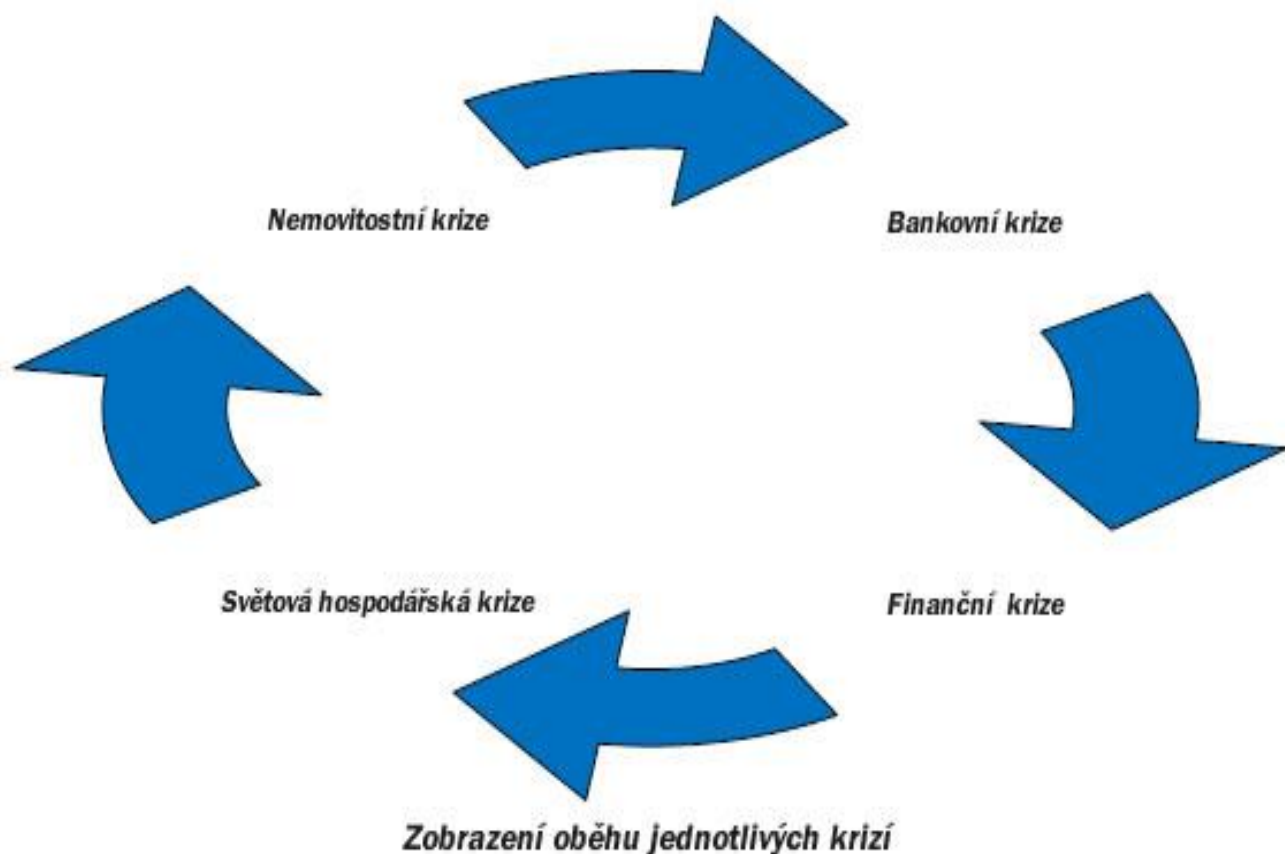 Nemovitostní krize
Bankovní krize
Světová hospodářská krize
Finanční krize
Zobrazení oběhu jednotlivých krizí